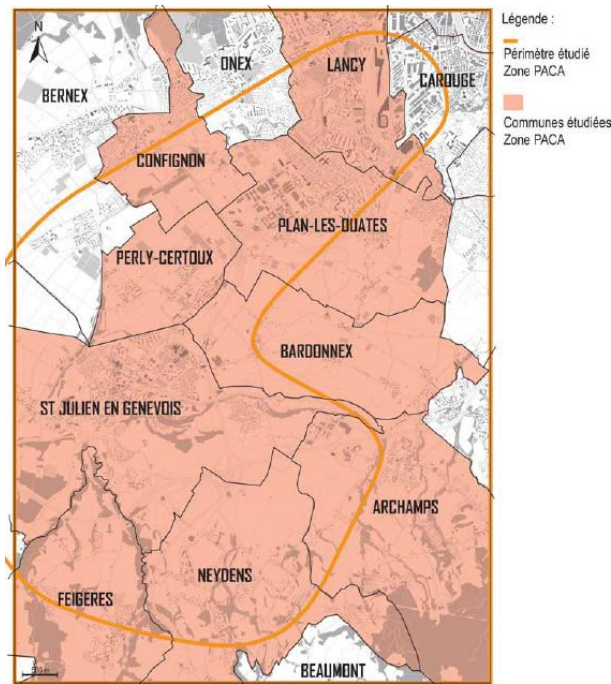 Légende :
Périmètre étudié
Zone PACA
Communes étudiées
Zone PACA
N
ONEX
LANCY
CAROUGE
BERNEX
CONFIGNON
PLAN-LES-OUATES
PERLY-CERTOUX
BARDONNEX
ST JULIEN EN GENEVOIS
ARCHAMPS
NEYDENS
FEIGERES
BEAUMONT
500 m